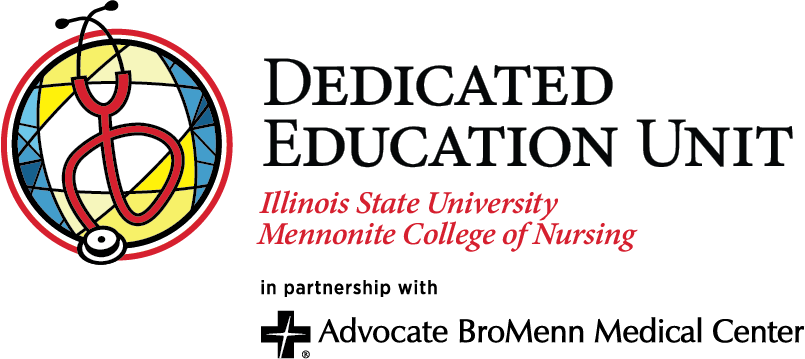 Dedicated
Education Unit
Illinois State University
Mennonite College of Nursing
in partnership with
Advocate BroMenn Medical Center
®